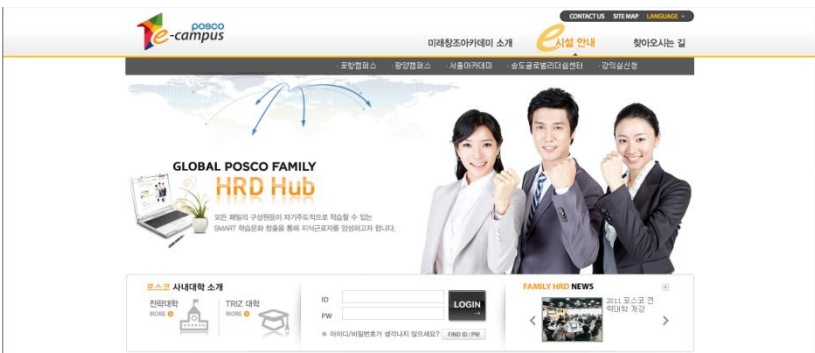 CONTACT US SITE MAP LANGUAGE
posco
e-campus
미래창조아카데미 소개
e시설 안내
찾아오시는 길
· 포항캠퍼스 · 광양캠퍼스 · 서울아카데미 · 송도글로벌리더쉽센터 · 강의실신청
GLOBAL POSCO FAMILY
HRD Hub
모든 패밀리 구성원들이 자기주도적으로 학습할 수 있는
SMART 학습문화 창출을 통해 지식근로자를 양성하고자 합니다.
포스코 사내대학 소개
전략대학
MORE
TRIZ 대학
MORE
ID
PW
LOGIN
※ 아이디/비밀번호가 생각나지 않으세요? FIND ID / PW
FAMILY HRD NEWS
2011 포스코 전
략대학 개강